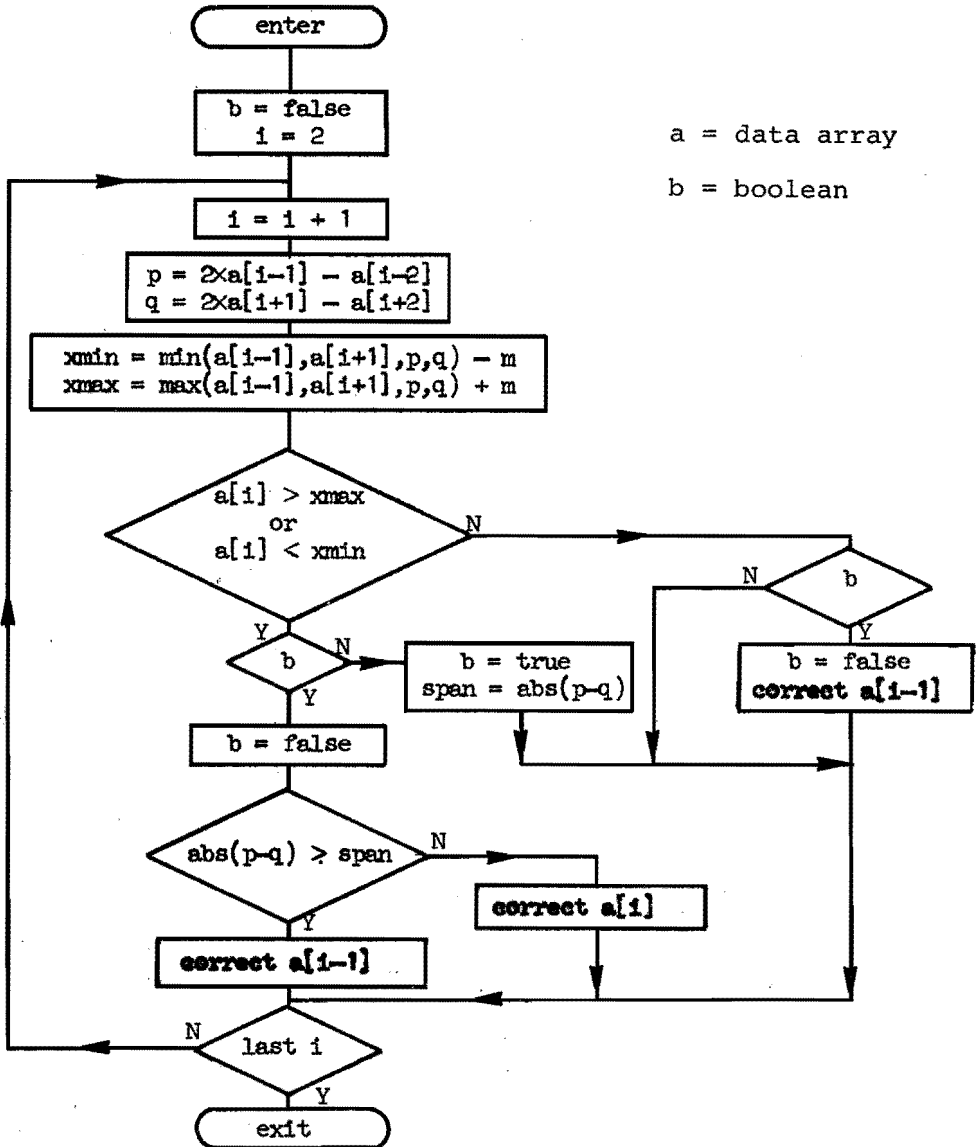 enter
b = false
i = 2
a = data array
b = boolean
i = i + 1
p = 2×a[i-1] - a[i-2]
q = 2×a[i+1] - a[i+2]
xmin = min(a[i-1],a[i+1],p,q) - m
xmax = max(a[i-1],a[i+1],p,q) + m
a[i] > xmax
or
a[i] < xmin
N
N
b
Y
Y
b
N
Y
b = true
span = abs(p-q)
b = false
correct a[i-1]
b = false
abs(p-q) > span
N
Y
correct a[i]
correct a[i-1]
N
last i
Y
exit